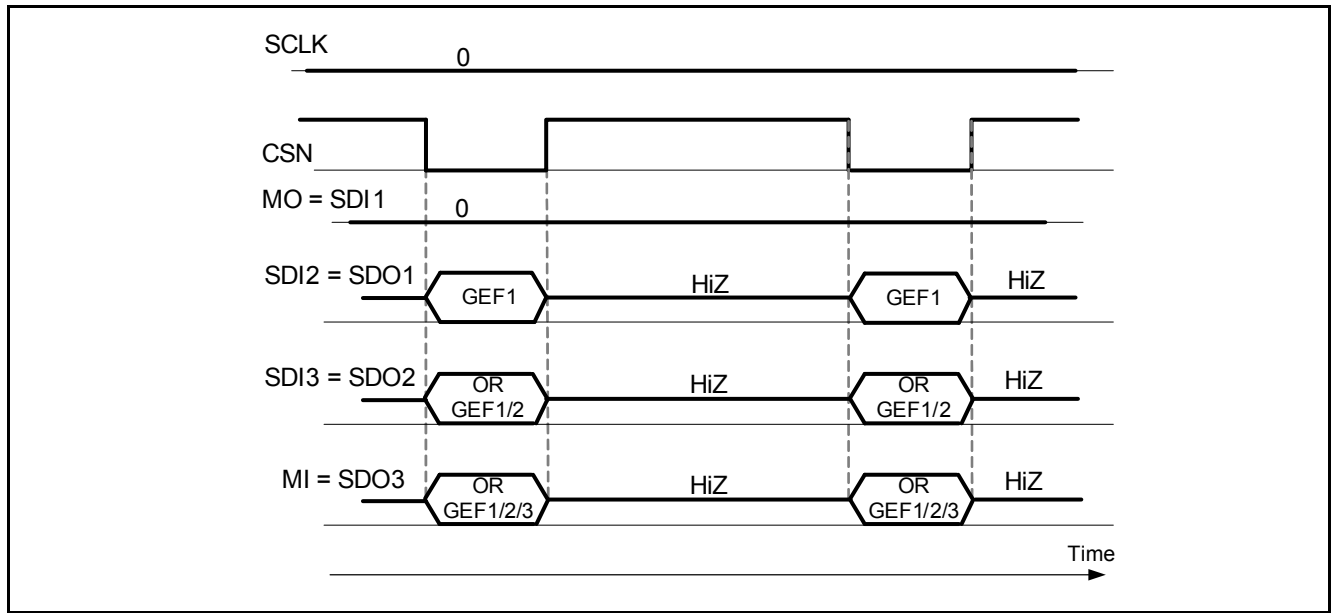 SCLK
0
CSN
MO = SDI1
0
SDI2 = SDO1
GEF1
HiZ
GEF1
HiZ
SDI3 = SDO2
OR
GEF1/2
HiZ
OR
GEF1/2
HiZ
MI = SDO3
OR
GEF1/2/3
HiZ
OR
GEF1/2/3
HiZ
Time